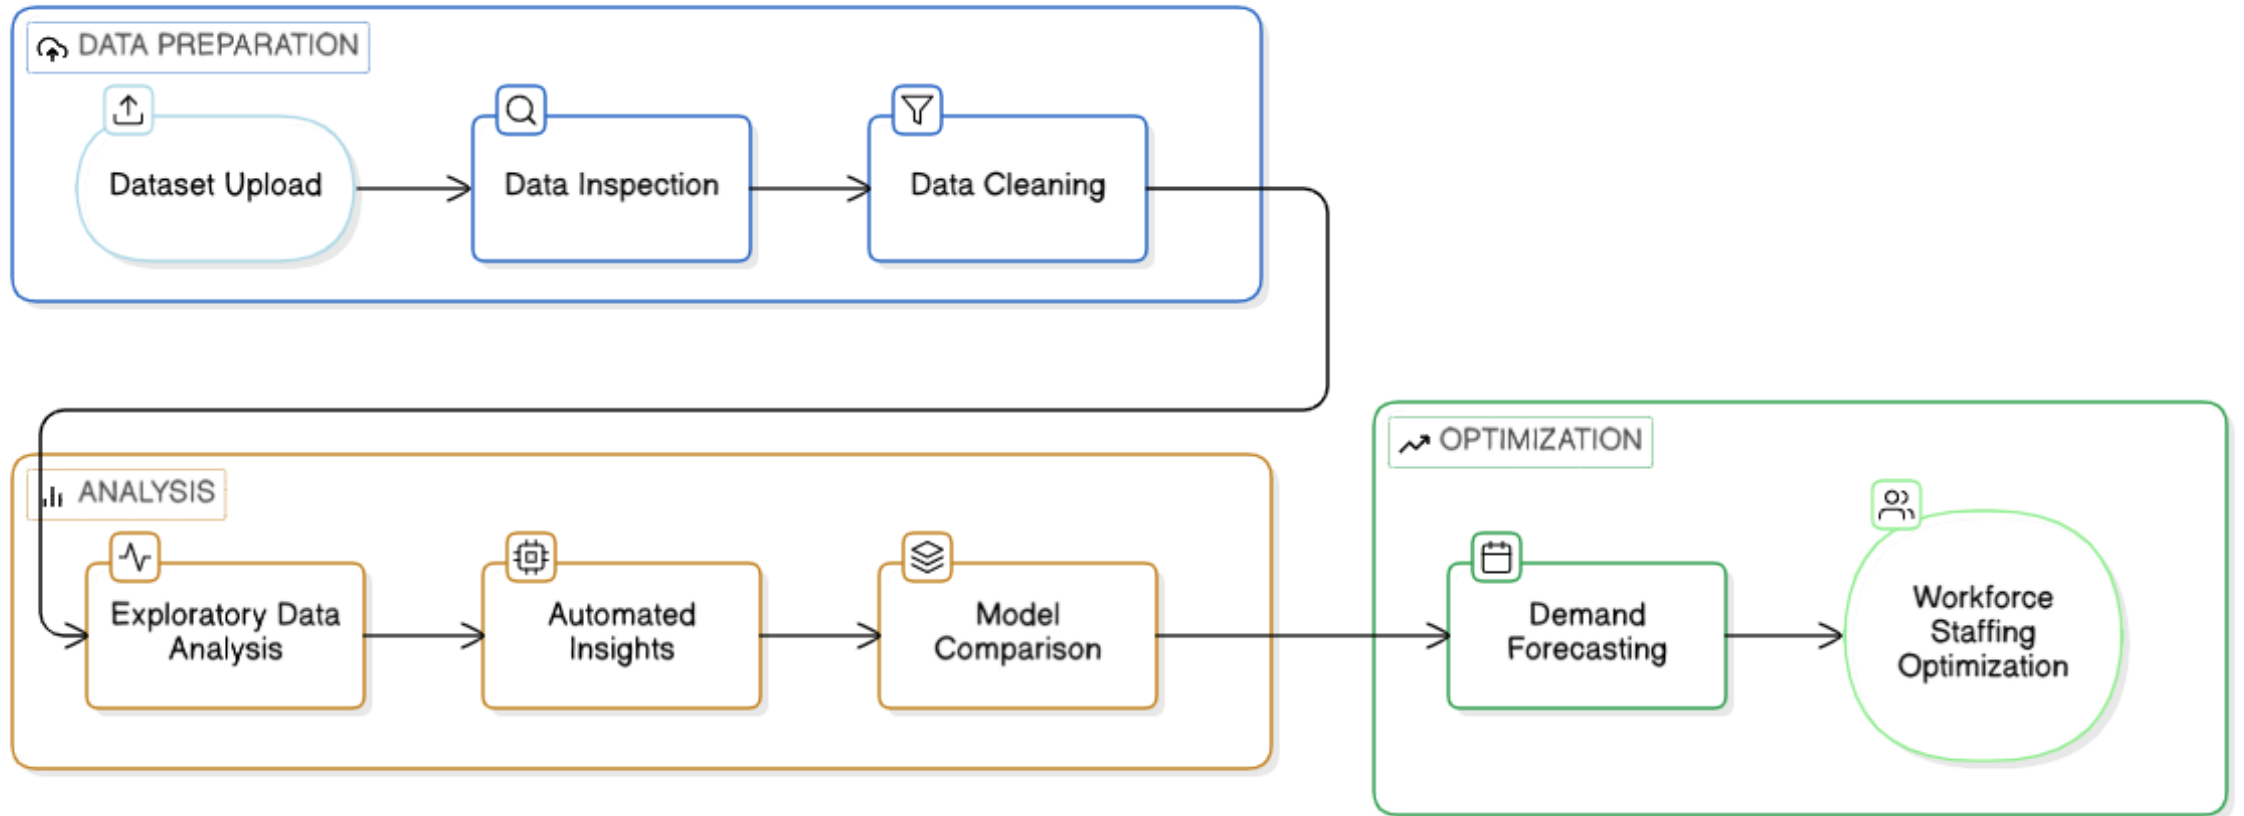 DATA PREPARATION
Dataset Upload
Data Inspection
Data Cleaning
ANALYSIS
Exploratory Data
Analysis
Automated
Insights
Model
Comparison
OPTIMIZATION
Demand
Forecasting
Workforce
Staffing
Optimization